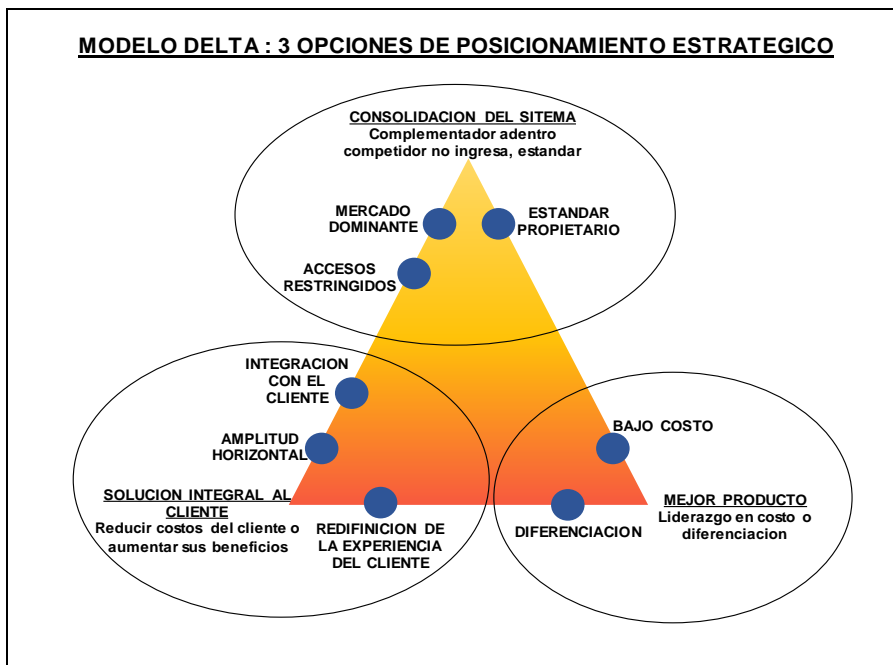 MODELO DELTA : 3 OPCIONES DE POSICIONAMIENTO ESTRATEGICO
CONSOLIDACION DEL SITEMA
Complementador adentro
competidor no ingresa, estandar
MERCADO
DOMINANTE
ESTANDAR
PROPIETARIO
ACCESOS
RESTRINGIDOS
INTEGRACION
CON EL
CLIENTE
AMPLITUD
HORIZONTAL
BAJO COSTO
SOLUCION INTEGRAL AL
CLIENTE
Reducir costos del cliente o
aumentar sus beneficios
REDIFINICION DE
LA EXPERIENCIA
DEL CLIENTE
DIFERENCIACION
MEJOR PRODUCTO
Liderazgo en costo o
diferenciacion